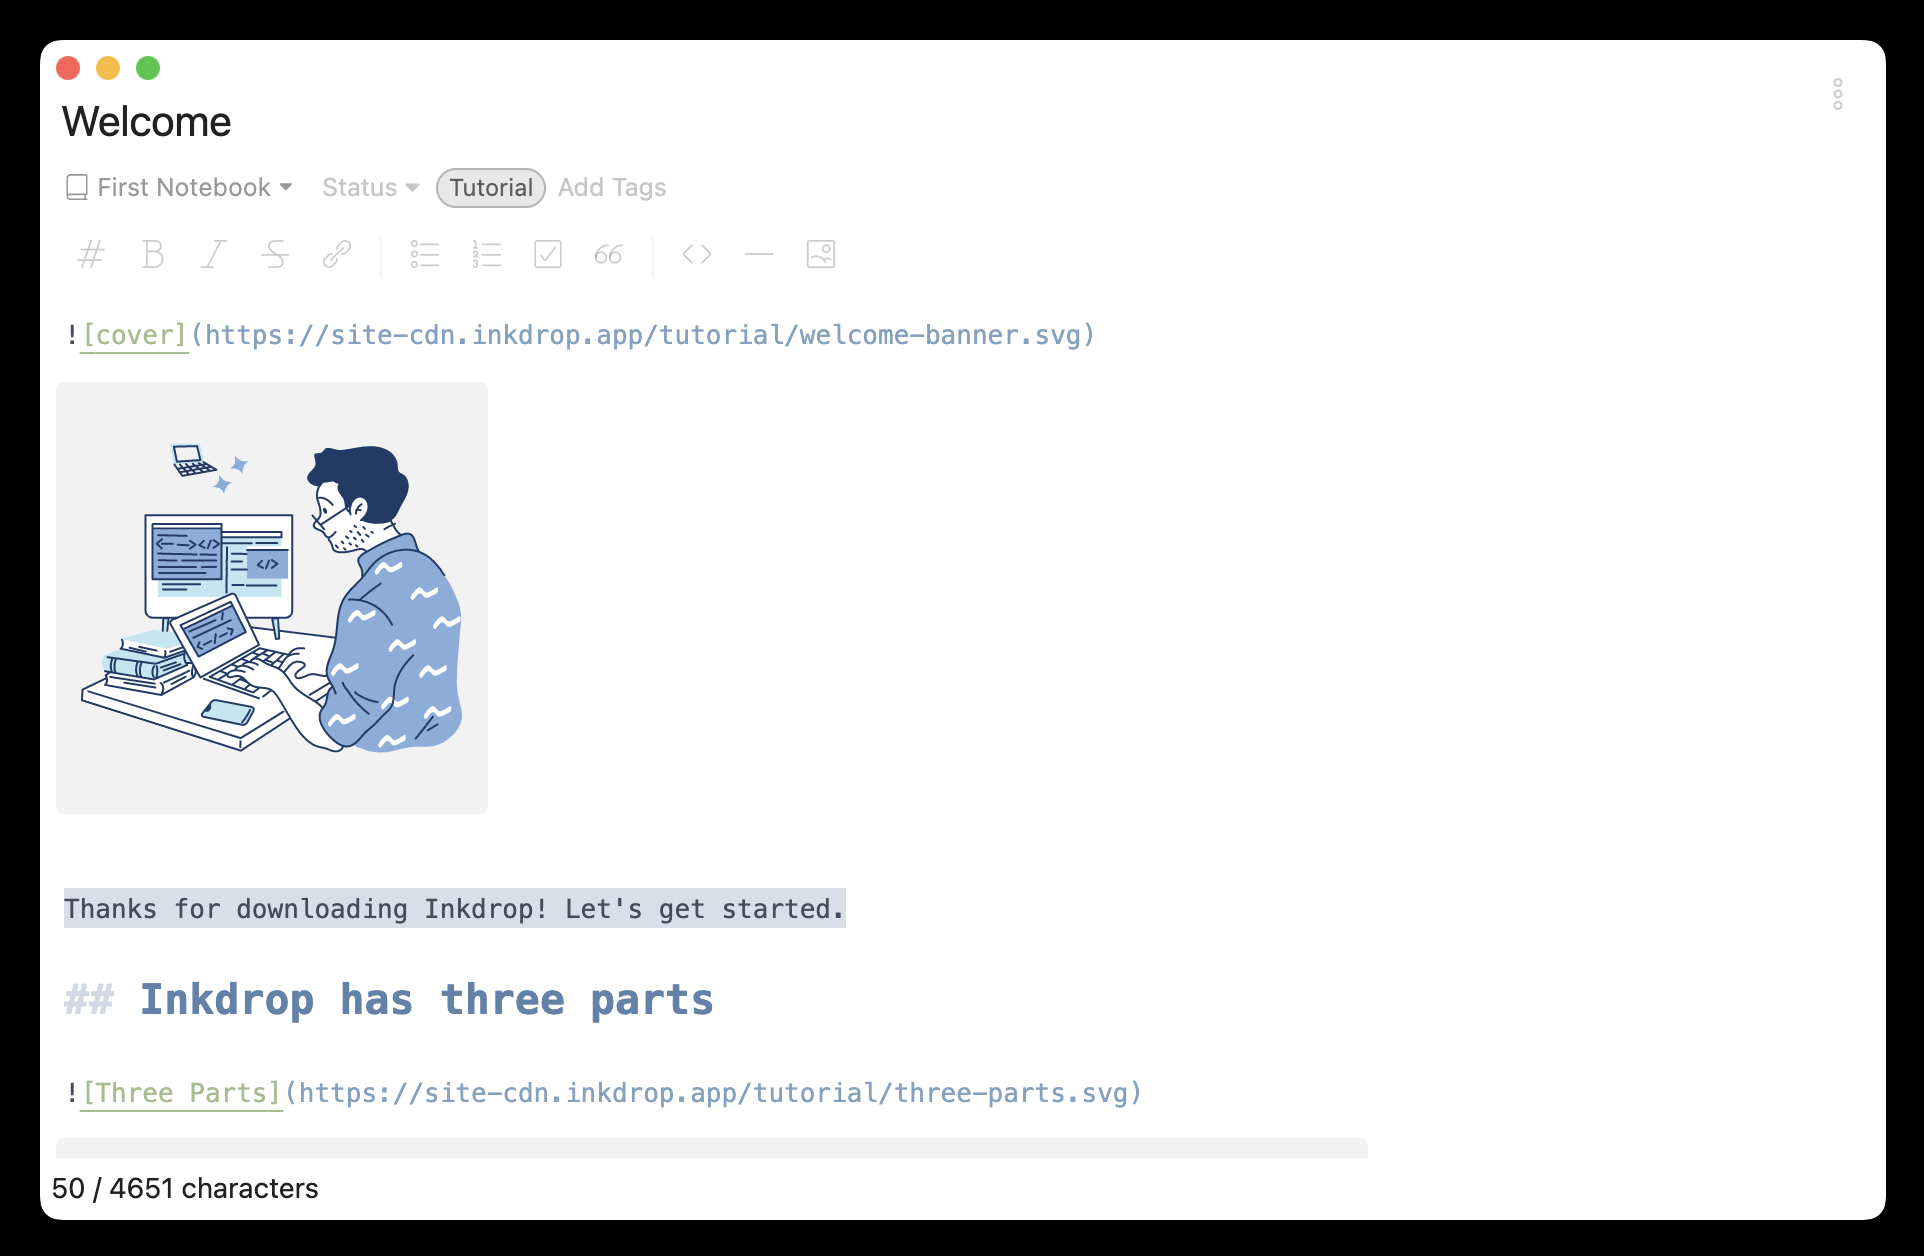 Welcome
First Notebook Status Tutorial Add Tags
![cover](https://site-cdn.inkdrop.app/tutorial/welcome-banner.svg)
Thanks for downloading Inkdrop! Let's get started.
## Inkdrop has three parts
![Three Parts](https://site-cdn.inkdrop.app/tutorial/three-parts.svg)
50 / 4651 characters